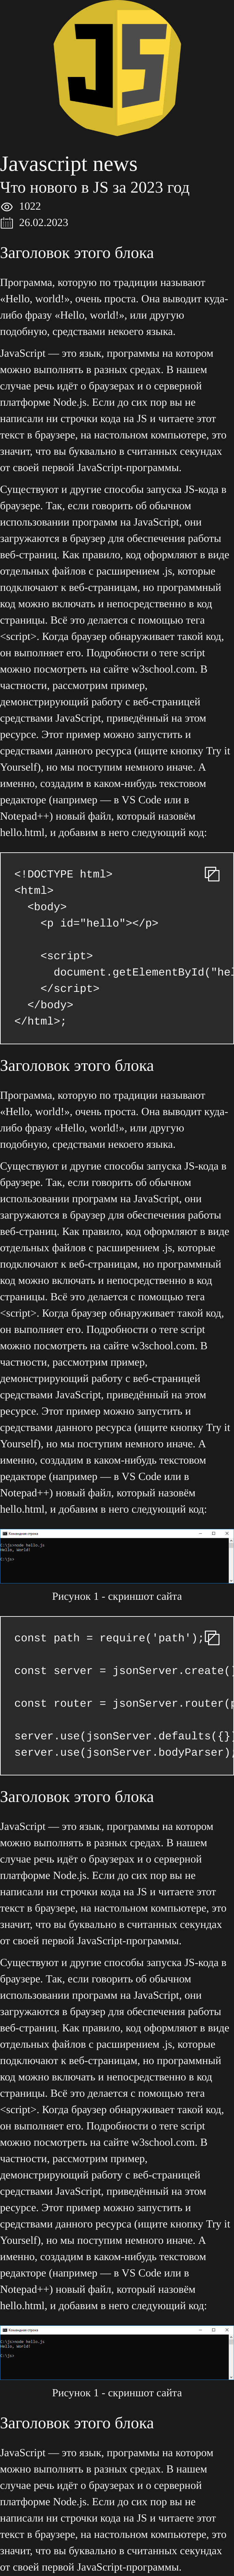 JS
Javascript news
Что нового в JS за 2023 год
1022
26.02.2023
Заголовок этого блока
Программа, которую по традиции называют
«Hello, world!», очень проста. Она выводит куда-
либо фразу «Hello, world!», или другую
подобную, средствами некоего языка.
JavaScript — это язык, программы на котором
можно выполнять в разных средах. В нашем
случае речь идёт о браузерах и о серверной
платформе Node.js. Если до сих пор вы не
написали ни строчки кода на JS и читаете этот
текст в браузере, на настольном компьютере, это
значит, что вы буквально в считанных секундах
от своей первой JavaScript-программы.
Существуют и другие способы запуска JS-кода в
браузере. Так, если говорить об обычном
использовании программ на JavaScript, они
загружаются в браузер для обеспечения работы
веб-страниц. Как правило, код оформляют в виде
отдельных файлов с расширением .js, которые
подключают к веб-страницам, но программный
код можно включать и непосредственно в код
страницы. Всё это делается с помощью тега
<script>. Когда браузер обнаруживает такой код,
он выполняет его. Подробности о теге script
можно посмотреть на сайте w3school.com. В
частности, рассмотрим пример,
демонстрирующий работу с веб-страницей
средствами JavaScript, приведённый на этом
ресурсе. Этот пример можно запустить и
средствами данного ресурса (ищите кнопку Try it
Yourself), но мы поступим немного иначе. А
именно, создадим в каком-нибудь текстовом
редакторе (например — в VS Code или в
Notepad++) новый файл, который назовём
hello.html, и добавим в него следующий код:
<!DOCTYPE html>
<html>
<body>
<p id="hello"></p>
<script>
document.getElementById("hel
</script>
</body>
</html>;
Заголовок этого блока
Программа, которую по традиции называют
«Hello, world!», очень проста. Она выводит куда-
либо фразу «Hello, world!», или другую
подобную, средствами некоего языка.
Существуют и другие способы запуска JS-кода в
браузере. Так, если говорить об обычном
использовании программ на JavaScript, они
загружаются в браузер для обеспечения работы
веб-страниц. Как правило, код оформляют в виде
отдельных файлов с расширением .js, которые
подключают к веб-страницам, но программный
код можно включать и непосредственно в код
страницы. Всё это делается с помощью тега
<script>. Когда браузер обнаруживает такой код,
он выполняет его. Подробности о теге script
можно посмотреть на сайте w3school.com. В
частности, рассмотрим пример,
демонстрирующий работу с веб-страницей
средствами JavaScript, приведённый на этом
ресурсе. Этот пример можно запустить и
средствами данного ресурса (ищите кнопку Try it
Yourself), но мы поступим немного иначе. А
именно, создадим в каком-нибудь текстовом
редакторе (например — в VS Code или в
Notepad++) новый файл, который назовём
hello.html, и добавим в него следующий код:
Командная строка
C:\js>node hello.js
Hello, World!
C:\js>
Рисунок 1 - скриншот сайта
const path = require('path');
const server = jsonServer.create()
const router = jsonServer.router(p
server.use(jsonServer.defaults({})
server.use(jsonServer.bodyParser);
Заголовок этого блока
JavaScript — это язык, программы на котором
можно выполнять в разных средах. В нашем
случае речь идёт о браузерах и о серверной
платформе Node.js. Если до сих пор вы не
написали ни строчки кода на JS и читаете этот
текст в браузере, на настольном компьютере, это
значит, что вы буквально в считанных секундах
от своей первой JavaScript-программы.
Существуют и другие способы запуска JS-кода в
браузере. Так, если говорить об обычном
использовании программ на JavaScript, они
загружаются в браузер для обеспечения работы
веб-страниц. Как правило, код оформляют в виде
отдельных файлов с расширением .js, которые
подключают к веб-страницам, но программный
код можно включать и непосредственно в код
страницы. Всё это делается с помощью тега
<script>. Когда браузер обнаруживает такой код,
он выполняет его. Подробности о теге script
можно посмотреть на сайте w3school.com. В
частности, рассмотрим пример,
демонстрирующий работу с веб-страницей
средствами JavaScript, приведённый на этом
ресурсе. Этот пример можно запустить и
средствами данного ресурса (ищите кнопку Try it
Yourself), но мы поступим немного иначе. А
именно, создадим в каком-нибудь текстовом
редакторе (например — в VS Code или в
Notepad++) новый файл, который назовём
hello.html, и добавим в него следующий код:
Командная строка
C:\js>node hello.js
Hello, World!
C:\js>
Рисунок 1 - скриншот сайта
Заголовок этого блока
JavaScript — это язык, программы на котором
можно выполнять в разных средах. В нашем
случае речь идёт о браузерах и о серверной
платформе Node.js. Если до сих пор вы не
написали ни строчки кода на JS и читаете этот
текст в браузере, на настольном компьютере, это
значит, что вы буквально в считанных секундах
от своей первой JavaScript-программы.